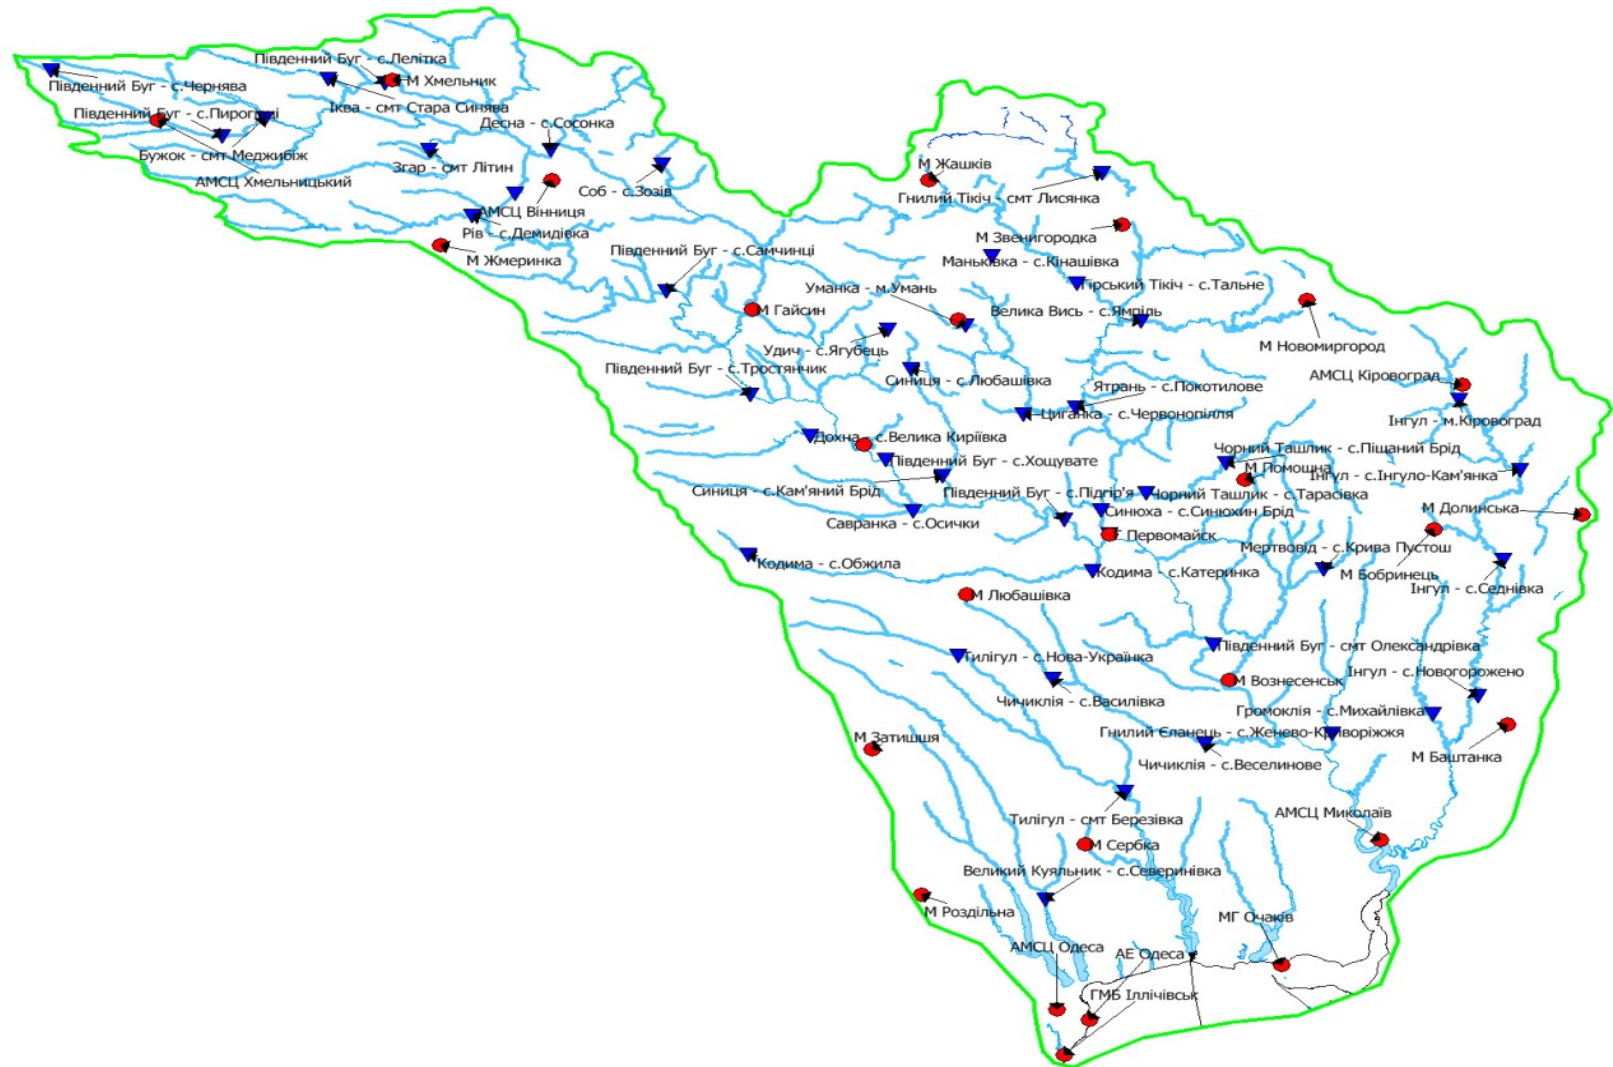 Південний Буг - с.Лелітка
М Хмельник
Південний Буг - с.Чернява
Іква - смт Стара Синява
Південний Буг - с.Пирогівці
Десна - с.Сосонка
Бужок - смт Меджибіж
Згар - смт Літин
АМСЦ Хмельницький
Соб - с.Зозів
М Жашків
Гнилий Тікіч - смт Лисянка
АМСЦ Вінниця
Рів - с.Демидівка
М Жмеринка
М Звенигородка
Південний Буг - с.Самчинці
Маньківка - с.Кінашівка
Гірський Тікіч - с.Тальне
Уманка - м.Умань
М Гайсин
Велика Вись - с.Ямпіль
М Новомиргород
Удич - с.Ягубець
Південний Буг - с.Тростянчик
Синиця - с.Любашівка
АМСЦ Кіровоград
Ятрань - с.Покотилове
Циганка - с.Червонопілля
Інгул - м.Кіровоград
Дохна - с.Велика Киріївка
Чорний Ташлик - с.Піщаний Брід
Південний Буг - с.Хощувате
М Помошна
Інгул - с.Інгуло-Кам'янка
Синиця - с.Кам'яний Брід
Південний Буг - с.Підгір'я
Чорний Ташлик - с.Тарасівка
М Долинська
Савранка - с.Осички
Синюха - с.Синюхин Брід
Г Первомайск
Мертвовід - с.Крива Пустош
Кодима - с.Обжила
Кодима - с.Катеринка
М Бобринець
Інгул - с.Седнівка
М Любашівка
Південний Буг - смт Олександрівка
Тилігул - с.Нова-Українка
Інгул - с.Новогорожено
М Вознесенськ
Чичиклія - с.Василівка
Громоклія - с.Михайлівка
Гнилий Єланець - с.Женево-Криворіжжя
М Затишшя
М Баштанка
Чичиклія - с.Веселинове
Тилігул - смт Березівка
АМСЦ Миколаїв
М Сербка
Великий Куяльник - с.Северинівка
М Роздільна
МГ Очаків
АМСЦ Одеса
АЕ Одеса
ГМБ Іллічівськ